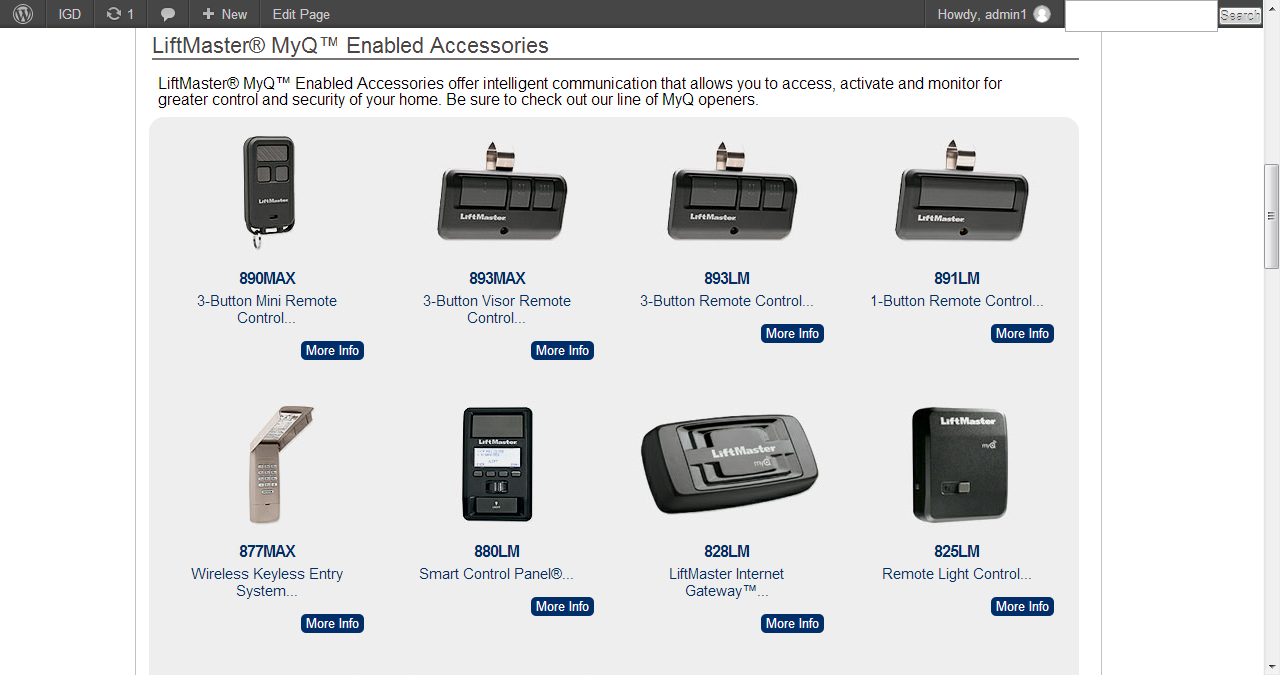 IGD 1 New Edit Page Howdy, admin1 Search
LiftMaster® MyQ™ Enabled Accessories
LiftMaster® MyQ™ Enabled Accessories offer intelligent communication that allows you to access, activate and monitor for
greater control and security of your home. Be sure to check out our line of MyQ openers.
LiftMaster
LiftMaster
LiftMaster
LiftMaster
890MAX
3-Button Mini Remote
Control...
More Info
893MAX
3-Button Visor Remote
Control...
More Info
893LM
3-Button Remote Control...
More Info
891LM
1-Button Remote Control...
More Info
LiftMaster
LiftMaster
myQ
LiftMaster
myQ
877MAX
Wireless Keyless Entry
System...
More Info
880LM
Smart Control Panel®...
More Info
828LM
LiftMaster Internet
Gateway™...
More Info
825LM
Remote Light Control...
More Info